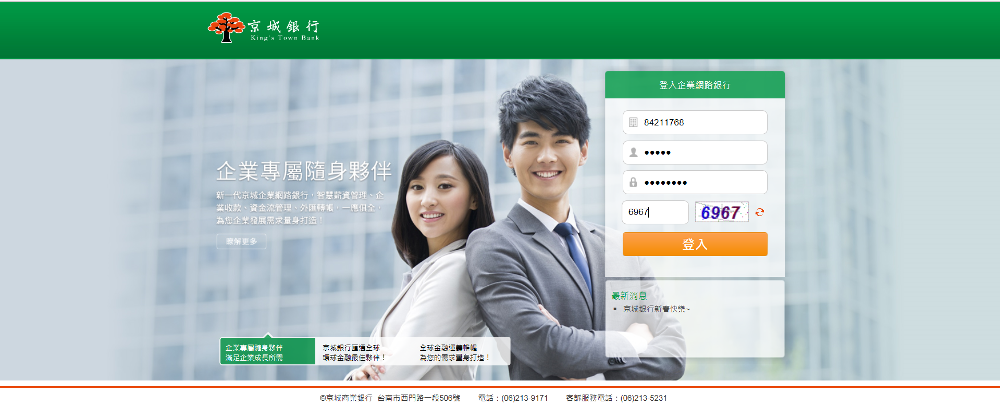 京城銀行
King's Town Bank
登入企業網路銀行
84211768
6967
6967
登入
企業專屬隨身夥伴
新一代京城企業網路銀行，智慧薪資管理、企
業收款、資金流管理、外匯轉帳，一應俱全，
為您企業發展需求量身打造！
瞭解更多
最新消息
京城銀行新春快樂~
企業專屬隨身夥伴
滿足企業成長所需
京城銀行匯通全球
環球金融最佳夥伴！
全球金融運籌帷幄
為您的需求量身打造！
©京城商業銀行 台南市西門路一段506號 電話：(06)213-9171 客訴服務電話：(06)213-5231